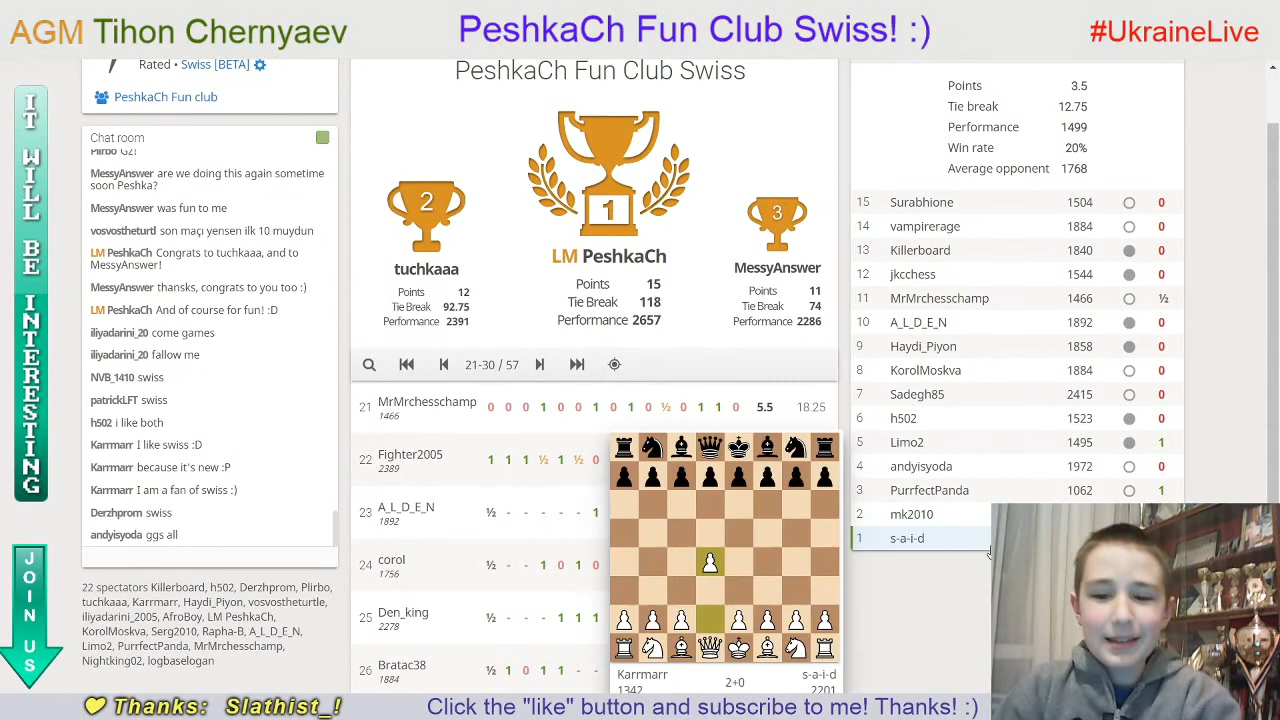 AGM Tihon Chernyaev
PeshkaCh Fun Club Swiss! :)
#UkraineLive
IT WILL BE INTERESTING
JOIN US
Rated • Swiss [BETA]
PeshkaCh Fun club
Chat room
Plirbo G2!
MessyAnswer are we doing this again sometime
soon Peshka?
MessyAnswer was fun to me
vosvostheturtl son maçı yensen ilk 10 muydun
LM PeshkaCh Congrats to tuchkaaa, and to
MessyAnswer!
MessyAnswer thansks, congrats to you too :)
LM PeshkaCh And of course for fun! :D
iliyadarini_20 come games
iliyadarini_20 fallow me
NVB_1410 swiss
patrickLFT swiss
h502 i like both
Karrmarr I like swiss :D
Karrmarr because it's new :P
Karrmarr I am a fan of swiss :)
Derzhprom swiss
andyisyoda ggs all
22 spectators Killerboard, h502, Derzhprom, Plirbo,
tuchkaaa, Karrmarr, Haydi_Piyon, vosvostheturtle,
iliyadarini_2005, AfroBoy, LM PeshkaCh,
KorolMoskva, Serg2010, Rapha-B, A_L_D_E_N,
Limo2, PurrfectPanda, MrMrchesschamp,
Nightking02, logbaselogan
PeshkaCh Fun Club Swiss
2
1
3
tuchkaaa
Points 12
Tie Break 92.75
Performance 2391
LM PeshkaCh
Points 15
Tie Break 118
Performance 2657
MessyAnswer
Points 11
Tie Break 74
Performance 2286
21-30 / 57
21 MrMrchesschamp 0 0 0 1 0 0 1 0 1 0 ½ 0 1 1 0 5.5 18.25
1466
22 Fighter2005 1 1 1 ½ 1 ½ 0
2389
23 A_L_D_E_N ½ - - - - - 1
1892
24 corol ½ - - 1 0 1 0
1756
25 Den_king ½ - - - 1 1 1
2278
26 Bratac38 ½ 1 0 1 1 - -
1884
Karrmarr
1342
2+0
s-a-i-d
2201
Points 3.5
Tie break 12.75
Performance 1499
Win rate 20%
Average opponent 1768
15 Surabhione 1504 0
14 vampirerage 1884 0
13 Killerboard 1840 0
12 jkcchess 1544 0
11 MrMrchesschamp 1466 ½
10 A_L_D_E_N 1892 0
9 Haydi_Piyon 1858 0
8 KorolMoskva 1884 0
7 Sadegh85 2415 0
6 h502 1523 0
5 Limo2 1495 1
4 andyisyoda 1972 0
3 PurrfectPanda 1062 1
2 mk2010
1 s-a-i-d
Thanks: Slathist_!
Click the "like" button and subscribe to me! Thanks! :)